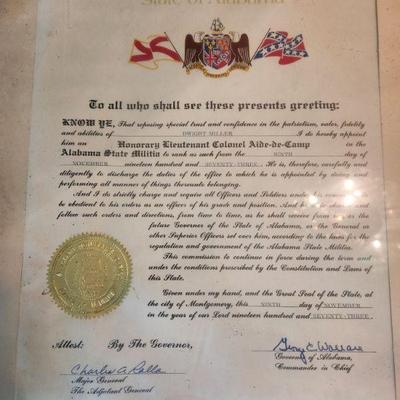 State of Alabama
To all who shall see these presents greeting:
KNOW YE, That reposing special trust and confidence in the patriotism, valor, fidelity
and abilities of DWIGHT MILLER I do hereby appoint
him an Honorary Lieutenant Colonel Aide-de-Camp in the
Alabama State Militia to rank as such from the NINTH day of
NOVEMBER nineteen hundred and SEVENTY-THREE. He is, therefore, carefully and
diligently to discharge the duties of the office to which he is appointed by doing and
performing all manner of things thereunto belonging.
And I do strictly charge and require all Officers and Soldiers under his command to
be obedient to his orders as an officer of his grade and position. And he is to observe and
follow such orders and directions, from time to time, as he shall receive from me, or the
future Governor of the State of Alabama, or the General or
other Superior Officers set over him, according to the
regulation and government of the Alabama State Militia.
This commission to continue in force during the term and
under the conditions prescribed by the Constitution and Laws of
this State.
Given under my hand, and the Great Seal of the State, at
the city of Montgomery, this NINTH day of NOVEMBER
in the year of our Lord nineteen hundred and SEVENTY-THREE.
Attest: By The Governor,
George C. Wallace
Governor of Alabama,
Commander in Chief
Charles A. Rollo
Major General
The Adjutant General